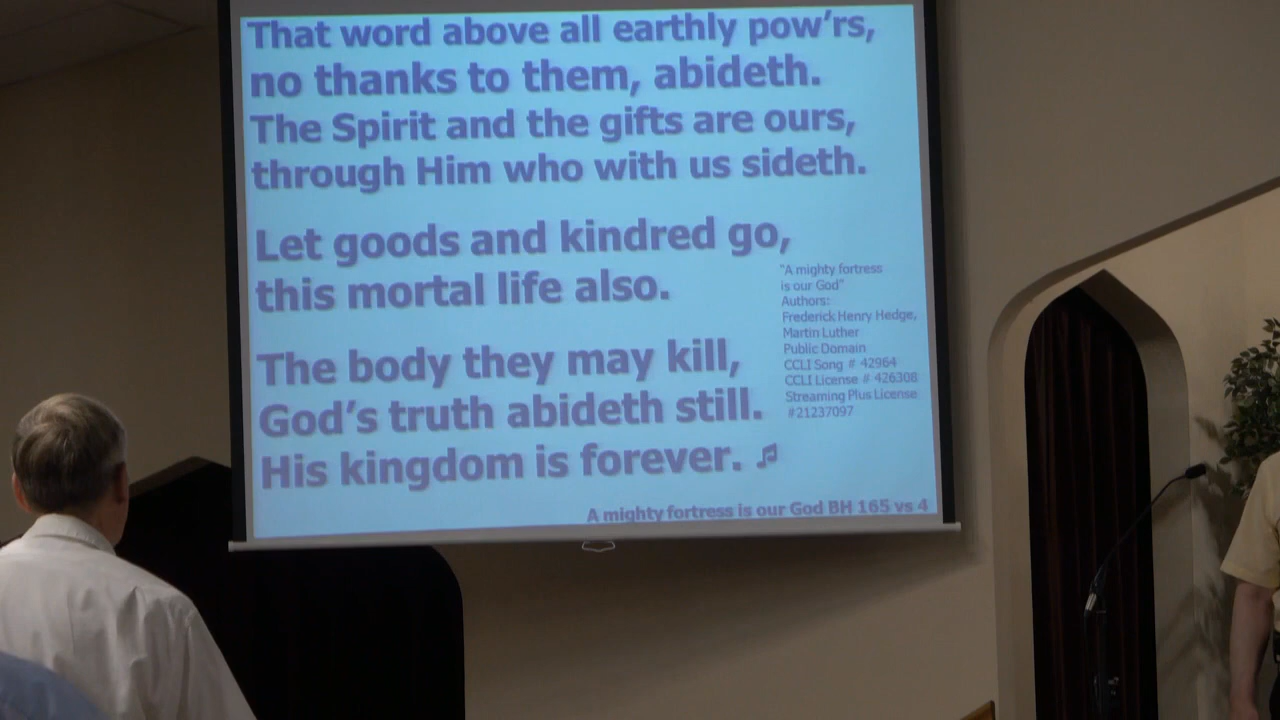 That word above all earthly pow'rs,
no thanks to them, abideth.
The Spirit and the gifts are ours,
through Him who with us sideth.
Let goods and kindred go,
this mortal life also.
The body they may kill,
God's truth abideth still.
His kingdom is forever. ♫
"A mighty fortress
is our God"
Authors:
Frederick Henry Hedge,
Martin Luther
Public Domain
CCLI Song # 42964
CCLI License # 426308
Streaming Plus License
#21237097
A mighty fortress is our God BH 165 vs 4